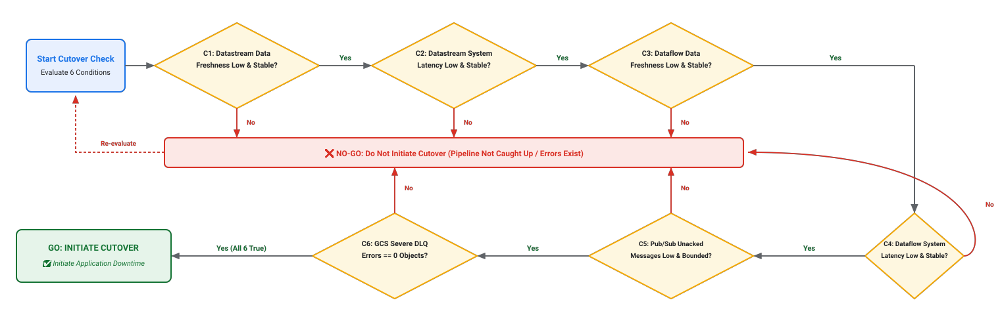 Start Cutover Check
Evaluate 6 Conditions
C1: Datastream Data
Freshness Low & Stable?
Yes
C2: Datastream System
Latency Low & Stable?
Yes
C3: Dataflow Data
Freshness Low & Stable?
Yes
No
No
No
Re-evaluate
❌ NO-GO: Do Not Initiate Cutover (Pipeline Not Caught Up / Errors Exist)
No
No
No
GO: INITIATE CUTOVER
✅ Initiate Application Downtime
Yes (All 6 True)
C6: GCS Severe DLQ
Errors == 0 Objects?
Yes
C5: Pub/Sub Unacked
Messages Low & Bounded?
Yes
C4: Dataflow System
Latency Low & Stable?